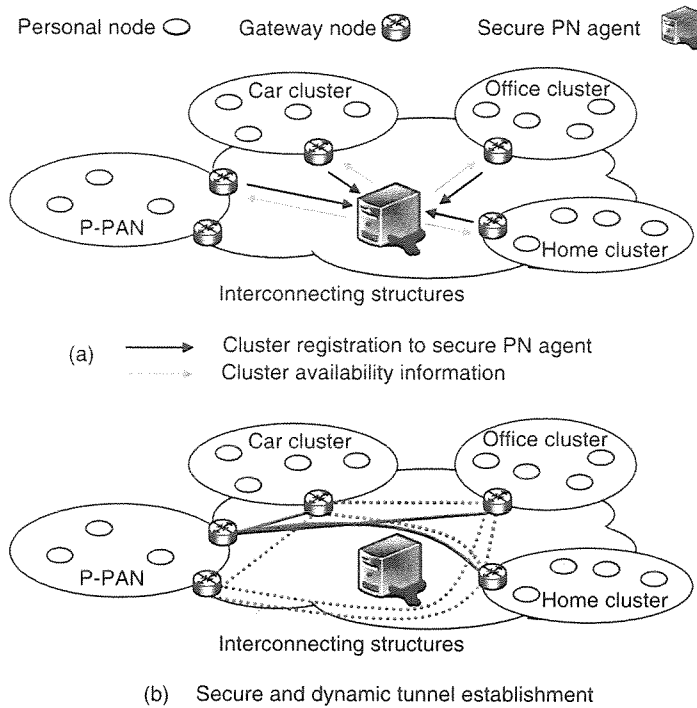 Personal node
Gateway node
Secure PN agent
Car cluster
Office cluster
P-PAN
Home cluster
Interconnecting structures
(a)
Cluster registration to secure PN agent
Cluster availability information
Car cluster
Office cluster
P-PAN
Home cluster
Interconnecting structures
(b) Secure and dynamic tunnel establishment